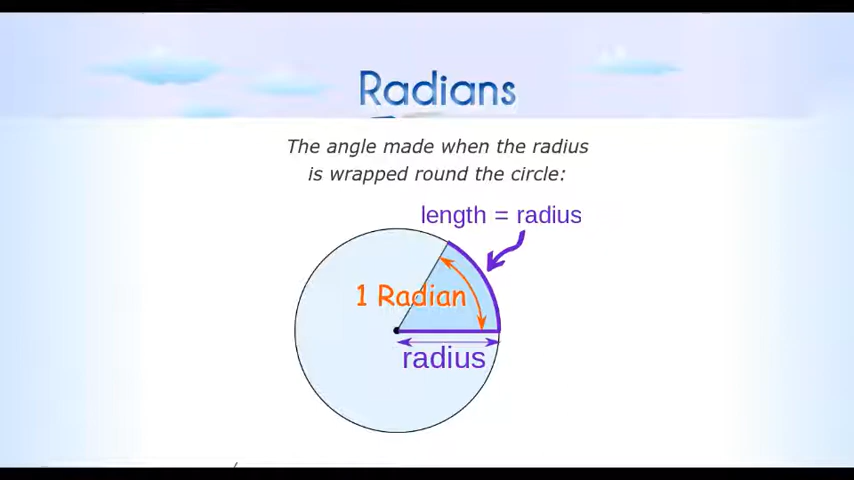 Radians
The angle made when the radius
is wrapped round the circle:
length = radius
1 Radian
radius